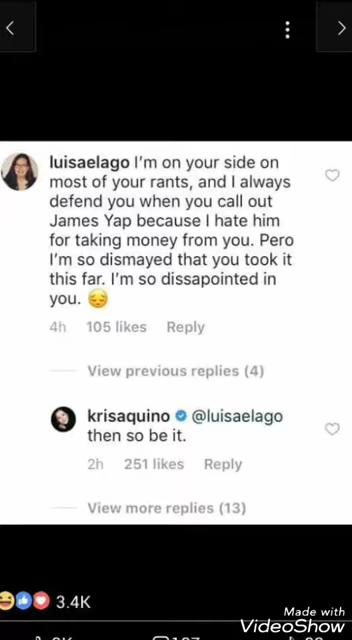 luisaelago I'm on your side on
most of your rants, and I always
defend you when you call out
James Yap because I hate him
for taking money from you. Pero
I'm so dismayed that you took it
this far. I'm so dissapointed in
you. 😔
4h 105 likes Reply
View previous replies (4)
krisaquino @luisaelago
then so be it.
2h 251 likes Reply
View more replies (13)
3.4K
Made with
VideoShow